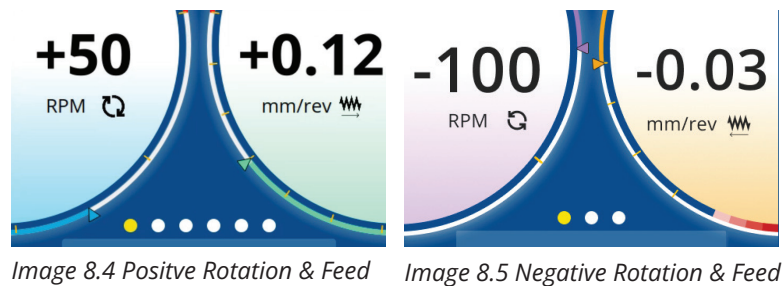 +50
RPM
+0.12
mm/rev
Image 8.4 Positve Rotation & Feed
-100
RPM
-0.03
mm/rev
Image 8.5 Negative Rotation & Feed